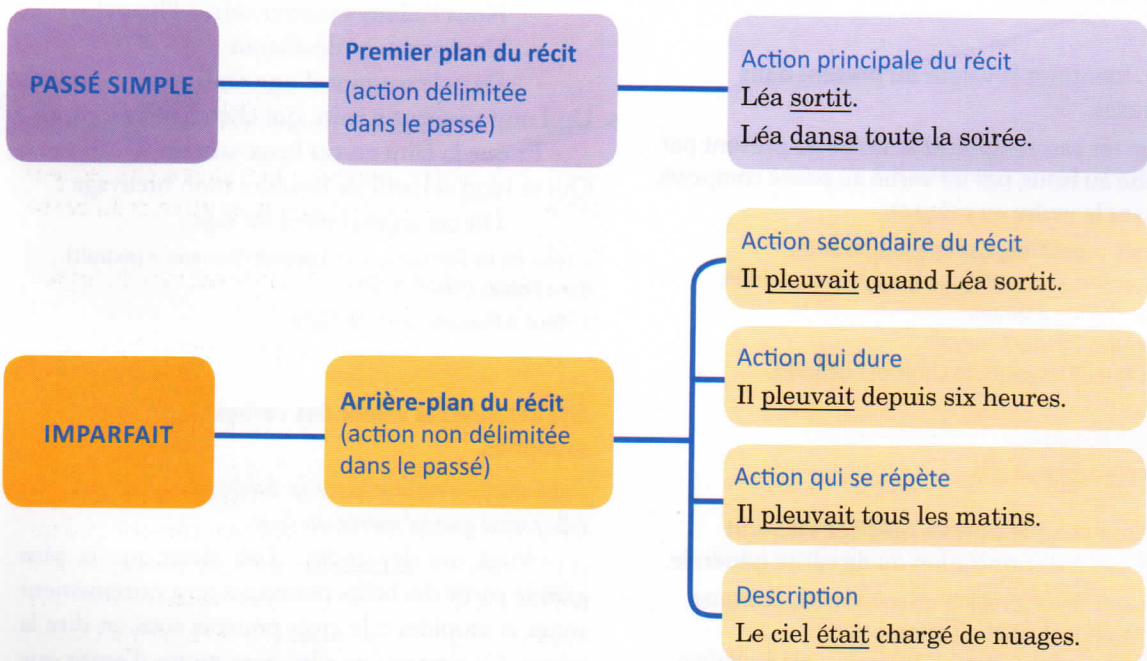 PASSÉ SIMPLE
Premier plan du récit
(action délimitée
dans le passé)
Action principale du récit
Léa sortit.
Léa dansa toute la soirée.
IMPARFAIT
Arrière-plan du récit
(action non délimitée
dans le passé)
Action secondaire du récit
Il pleuvait quand Léa sortit.
Action qui dure
Il pleuvait depuis six heures.
Action qui se répète
Il pleuvait tous les matins.
Description
Le ciel était chargé de nuages.